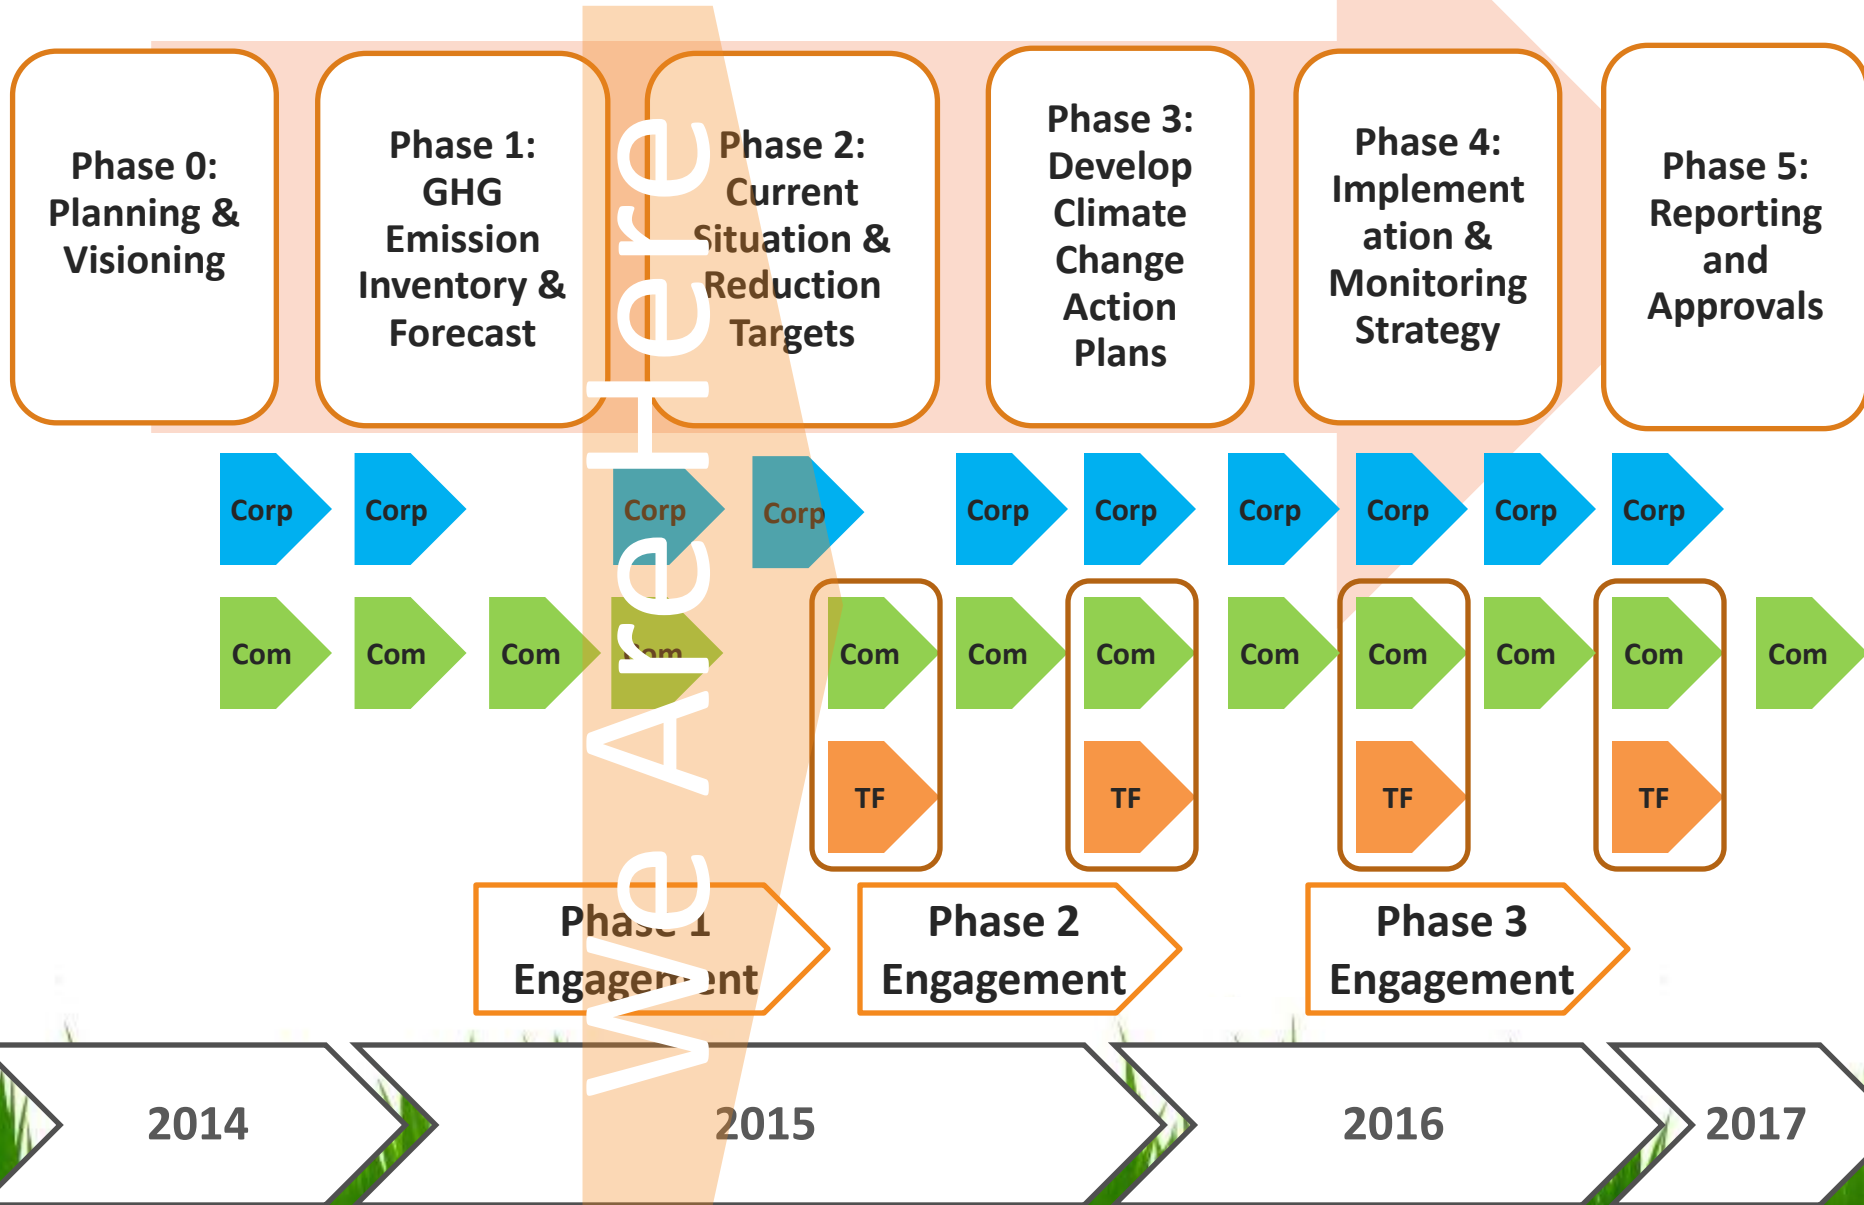 Phase 0:
Planning &
Visioning
Phase 1:
GHG
Emission
Inventory &
Forecast
Phase 2:
Current
Situation &
Reduction
Targets
Phase 3:
Develop
Climate
Change
Action
Plans
Phase 4:
Implement
ation &
Monitoring
Strategy
Phase 5:
Reporting
and
Approvals
We Are Here
Corp
Corp
Corp
Corp
Corp
Corp
Corp
Corp
Corp
Corp
Com
Com
Com
Com
Com
Com
Com
Com
Com
Com
Com
Com
TF
TF
TF
TF
Phase 1
Engagement
Phase 2
Engagement
Phase 3
Engagement
2014
2015
2016
2017